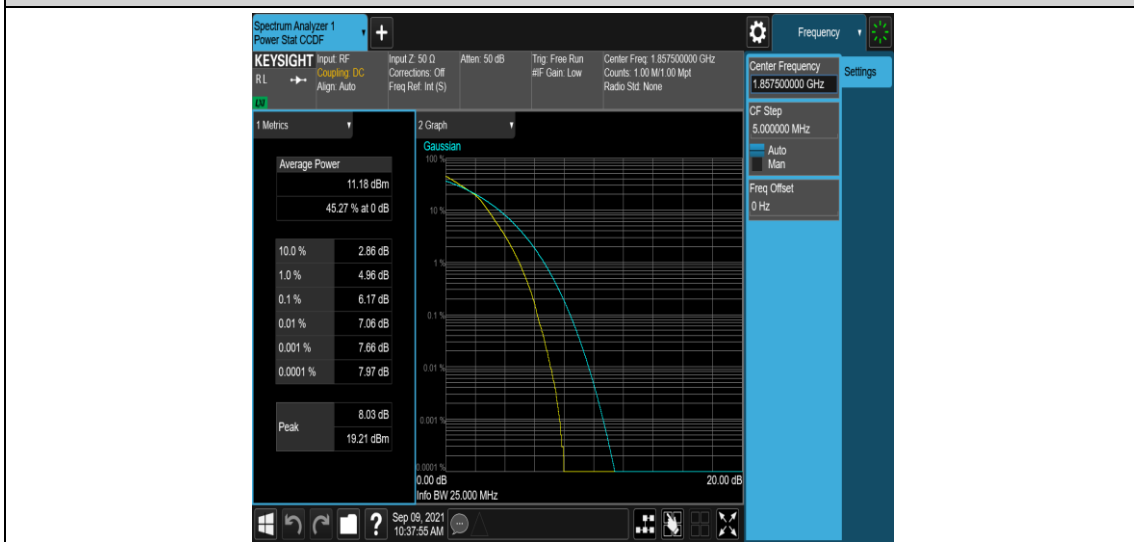 Spectrum Analyzer 1
Power Stat CCDF
Frequency
KEYSIGHT
RL
LXI
Input: RF
Coupling: DC
Align: Auto
Input Z: 50 Ω
Corrections: Off
Freq Ref: Int (S)
Atten: 50 dB
Trig: Free Run
#IF Gain: Low
Center Freq: 1.857500000 GHz
Counts: 1.00 M/1.00 Mpt
Radio Std: None
Center Frequency
1.857500000 GHz
Settings
CF Step
5.000000 MHz
Auto
Man
Freq Offset
0 Hz
1 Metrics
Average Power
11.18 dBm
45.27 % at 0 dB
10.0 % 2.86 dB
1.0 % 4.96 dB
0.1 % 6.17 dB
0.01 % 7.06 dB
0.001 % 7.66 dB
0.0001 % 7.97 dB
Peak
8.03 dB
19.21 dBm
2 Graph
Gaussian
100 %
10 %
1 %
0.1 %
0.01 %
0.001 %
0.0001 %
0.00 dB 20.00 dB
Info BW 25.000 MHz
?
Sep 09, 2021
10:37:55 AM